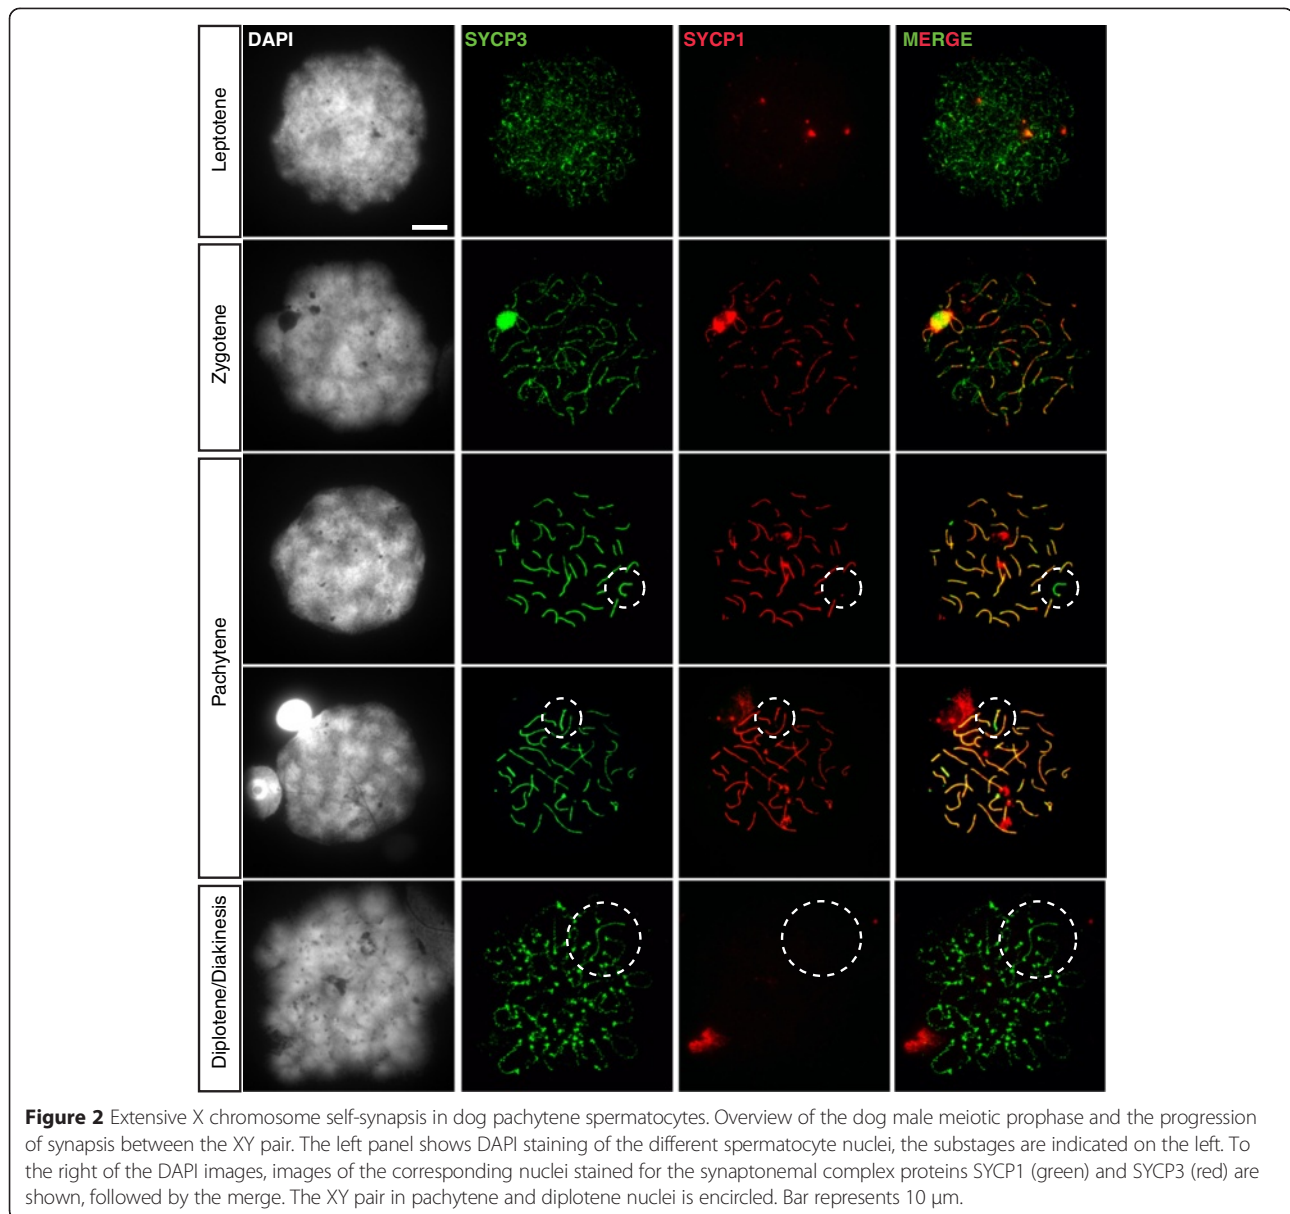 DAPI SYCP3 SYCP1 MERGE
Leptotene
Zygotene
Pachytene
Diplotene/Diakinesis
Figure 2 Extensive X chromosome self-synapsis in dog pachytene spermatocytes. Overview of the dog male meiotic prophase and the progression
of synapsis between the XY pair. The left panel shows DAPI staining of the different spermatocyte nuclei, the substages are indicated on the left. To
the right of the DAPI images, images of the corresponding nuclei stained for the synaptonemal complex proteins SYCP1 (green) and SYCP3 (red) are
shown, followed by the merge. The XY pair in pachytene and diplotene nuclei is encircled. Bar represents 10 μm.